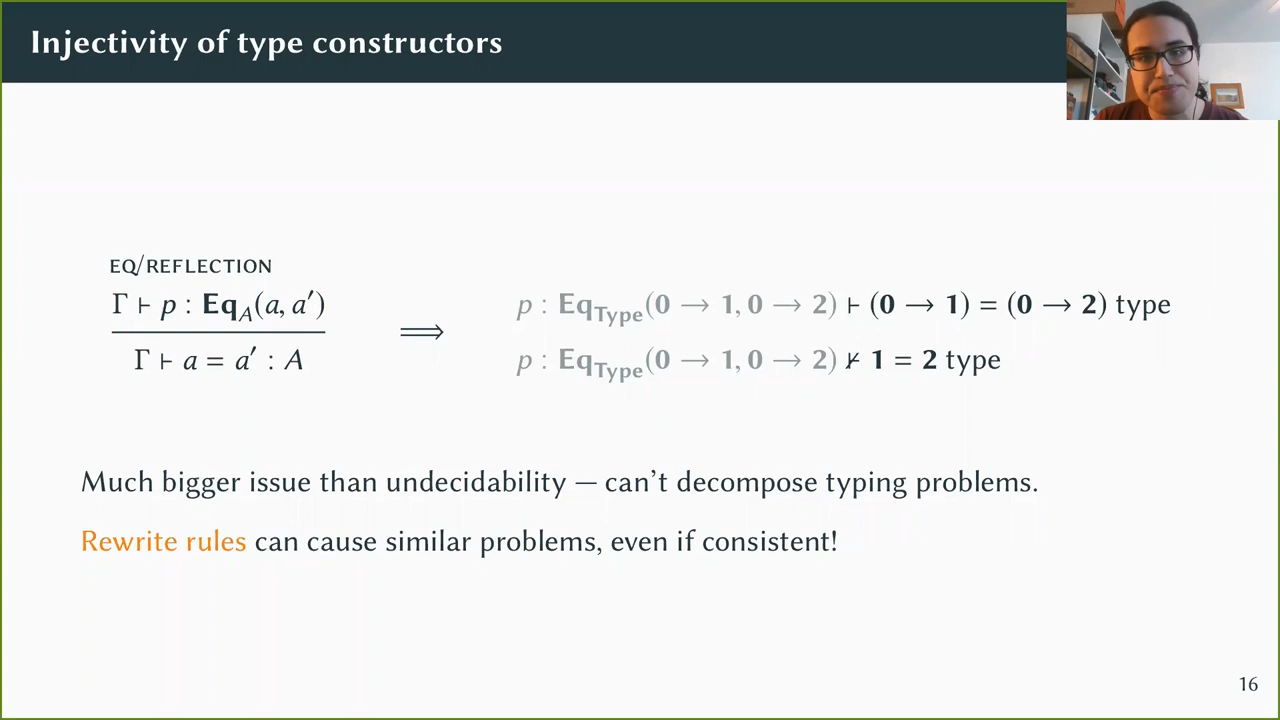 Injectivity of type constructors
EQ/REFLECTION
Γ ⊢ p : Eq_A(a, a′)
Γ ⊢ a = a′ : A
⟹
p : Eq_Type(0 → 1, 0 → 2) ⊢ (0 → 1) = (0 → 2) type
p : Eq_Type(0 → 1, 0 → 2) ⊬ 1 = 2 type
Much bigger issue than undecidability — can’t decompose typing problems.
Rewrite rules can cause similar problems, even if consistent!
16